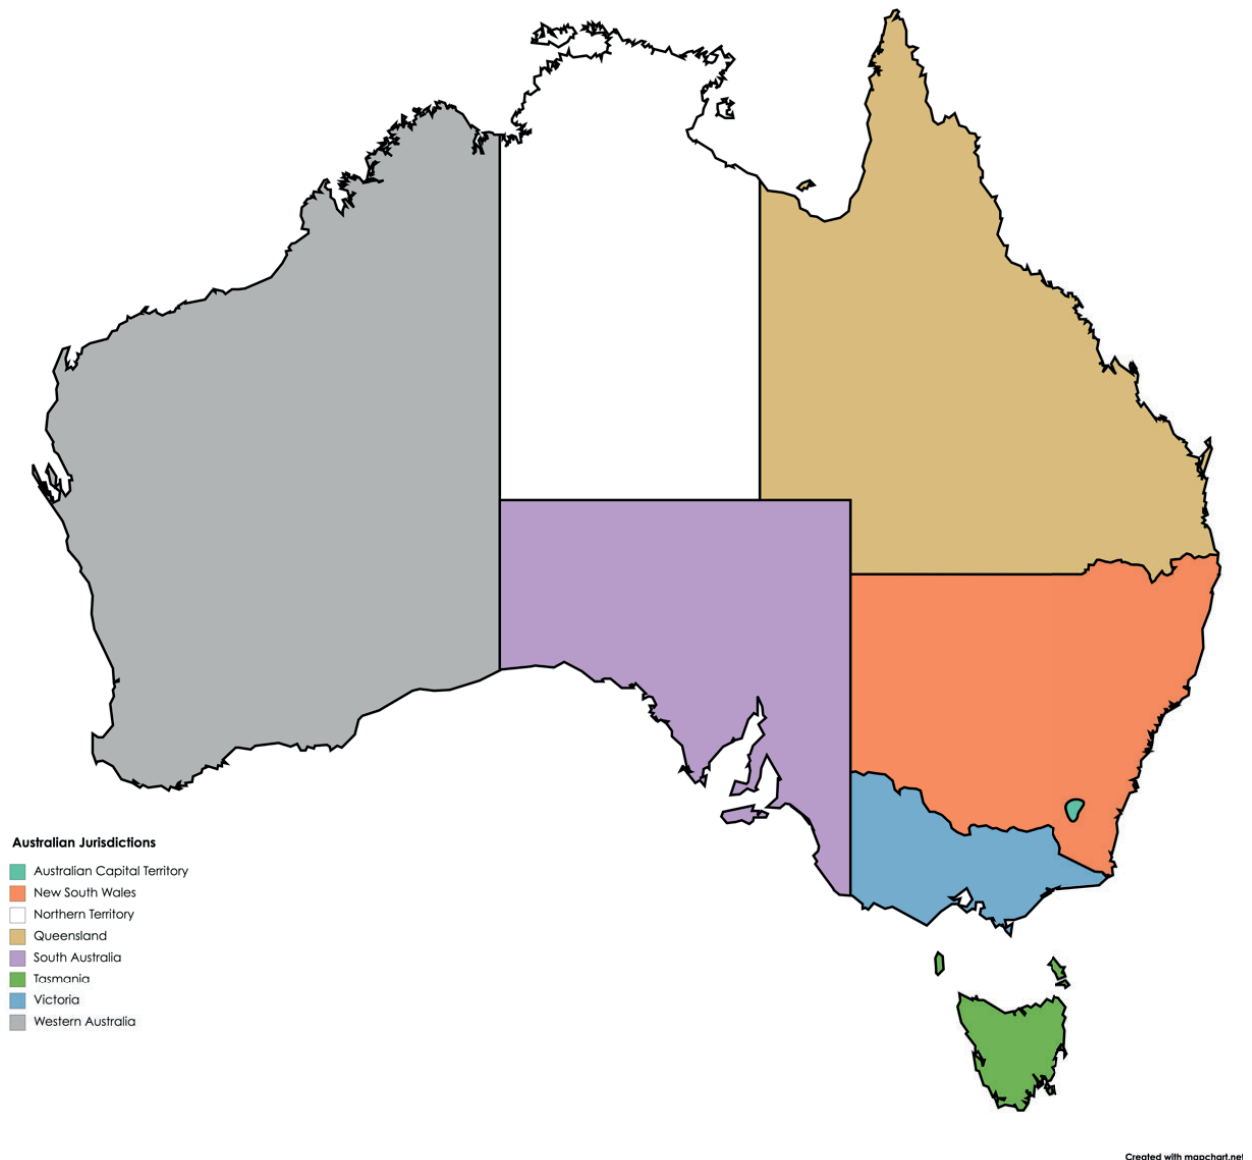 Australian Jurisdictions
Australian Capital Territory
New South Wales
Northern Territory
Queensland
South Australia
Tasmania
Victoria
Western Australia
Created with mapchart.net